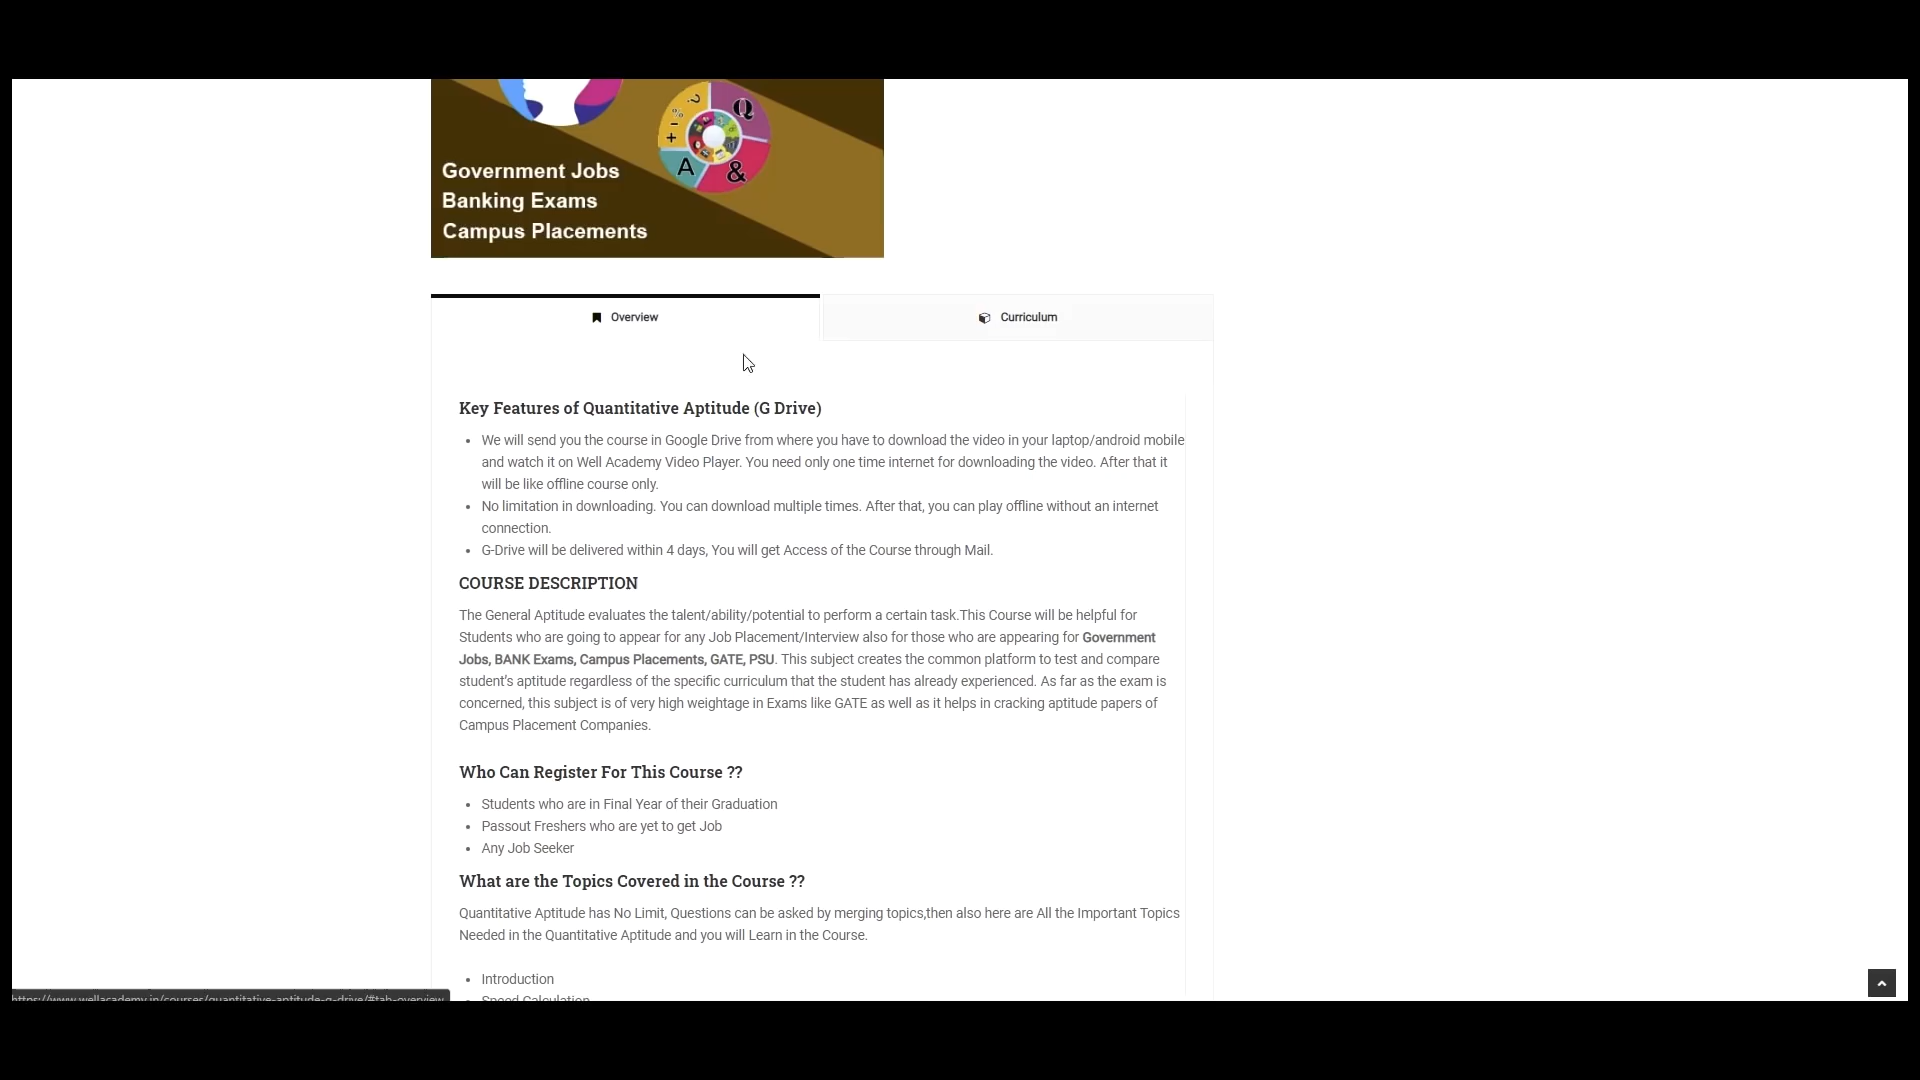 ? Q
%
-
+
A &
Government Jobs
Banking Exams
Campus Placements
Overview
Curriculum
Key Features of Quantitative Aptitude (G Drive)
• We will send you the course in Google Drive from where you have to download the video in your laptop/android mobile
and watch it on Well Academy Video Player. You need only one time internet for downloading the video. After that it
will be like offline course only.
• No limitation in downloading. You can download multiple times. After that, you can play offline without an internet
connection.
• G-Drive will be delivered within 4 days, You will get Access of the Course through Mail.
COURSE DESCRIPTION
The General Aptitude evaluates the talent/ability/potential to perform a certain task.This Course will be helpful for
Students who are going to appear for any Job Placement/Interview also for those who are appearing for Government
Jobs, BANK Exams, Campus Placements, GATE, PSU. This subject creates the common platform to test and compare
student's aptitude regardless of the specific curriculum that the student has already experienced. As far as the exam is
concerned, this subject is of very high weightage in Exams like GATE as well as it helps in cracking aptitude papers of
Campus Placement Companies.
Who Can Register For This Course ??
• Students who are in Final Year of their Graduation
• Passout Freshers who are yet to get Job
• Any Job Seeker
What are the Topics Covered in the Course ??
Quantitative Aptitude has No Limit, Questions can be asked by merging topics,then also here are All the Important Topics
Needed in the Quantitative Aptitude and you will Learn in the Course.
• Introduction
• Speed Calculation
https://www.wellacademy.in/courses/quantitative-aptitude-g-drive/#tab-overview